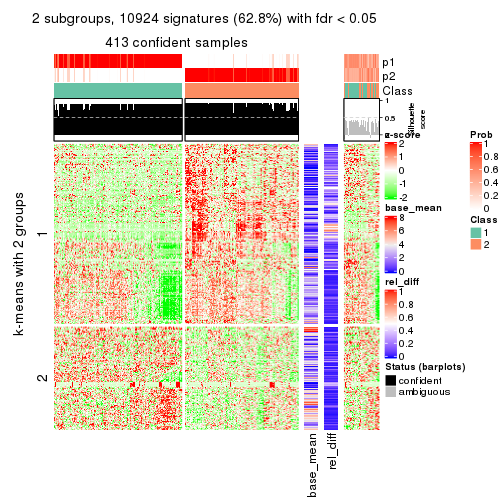 2 subgroups, 10924 signatures (62.8%) with fdr < 0.05
413 confident samples
p1
p2
Class
1
0.5
0
Silhouette score
k-means with 2 groups
1
2
base_mean
rel_diff
z-score
2
1
0
-1
-2
base_mean
8
6
4
2
0
rel_diff
1
0.8
0.6
0.4
0.2
0
Status (barplots)
confident
ambiguous
Prob
1
0.8
0.6
0.4
0.2
0
Class
1
2